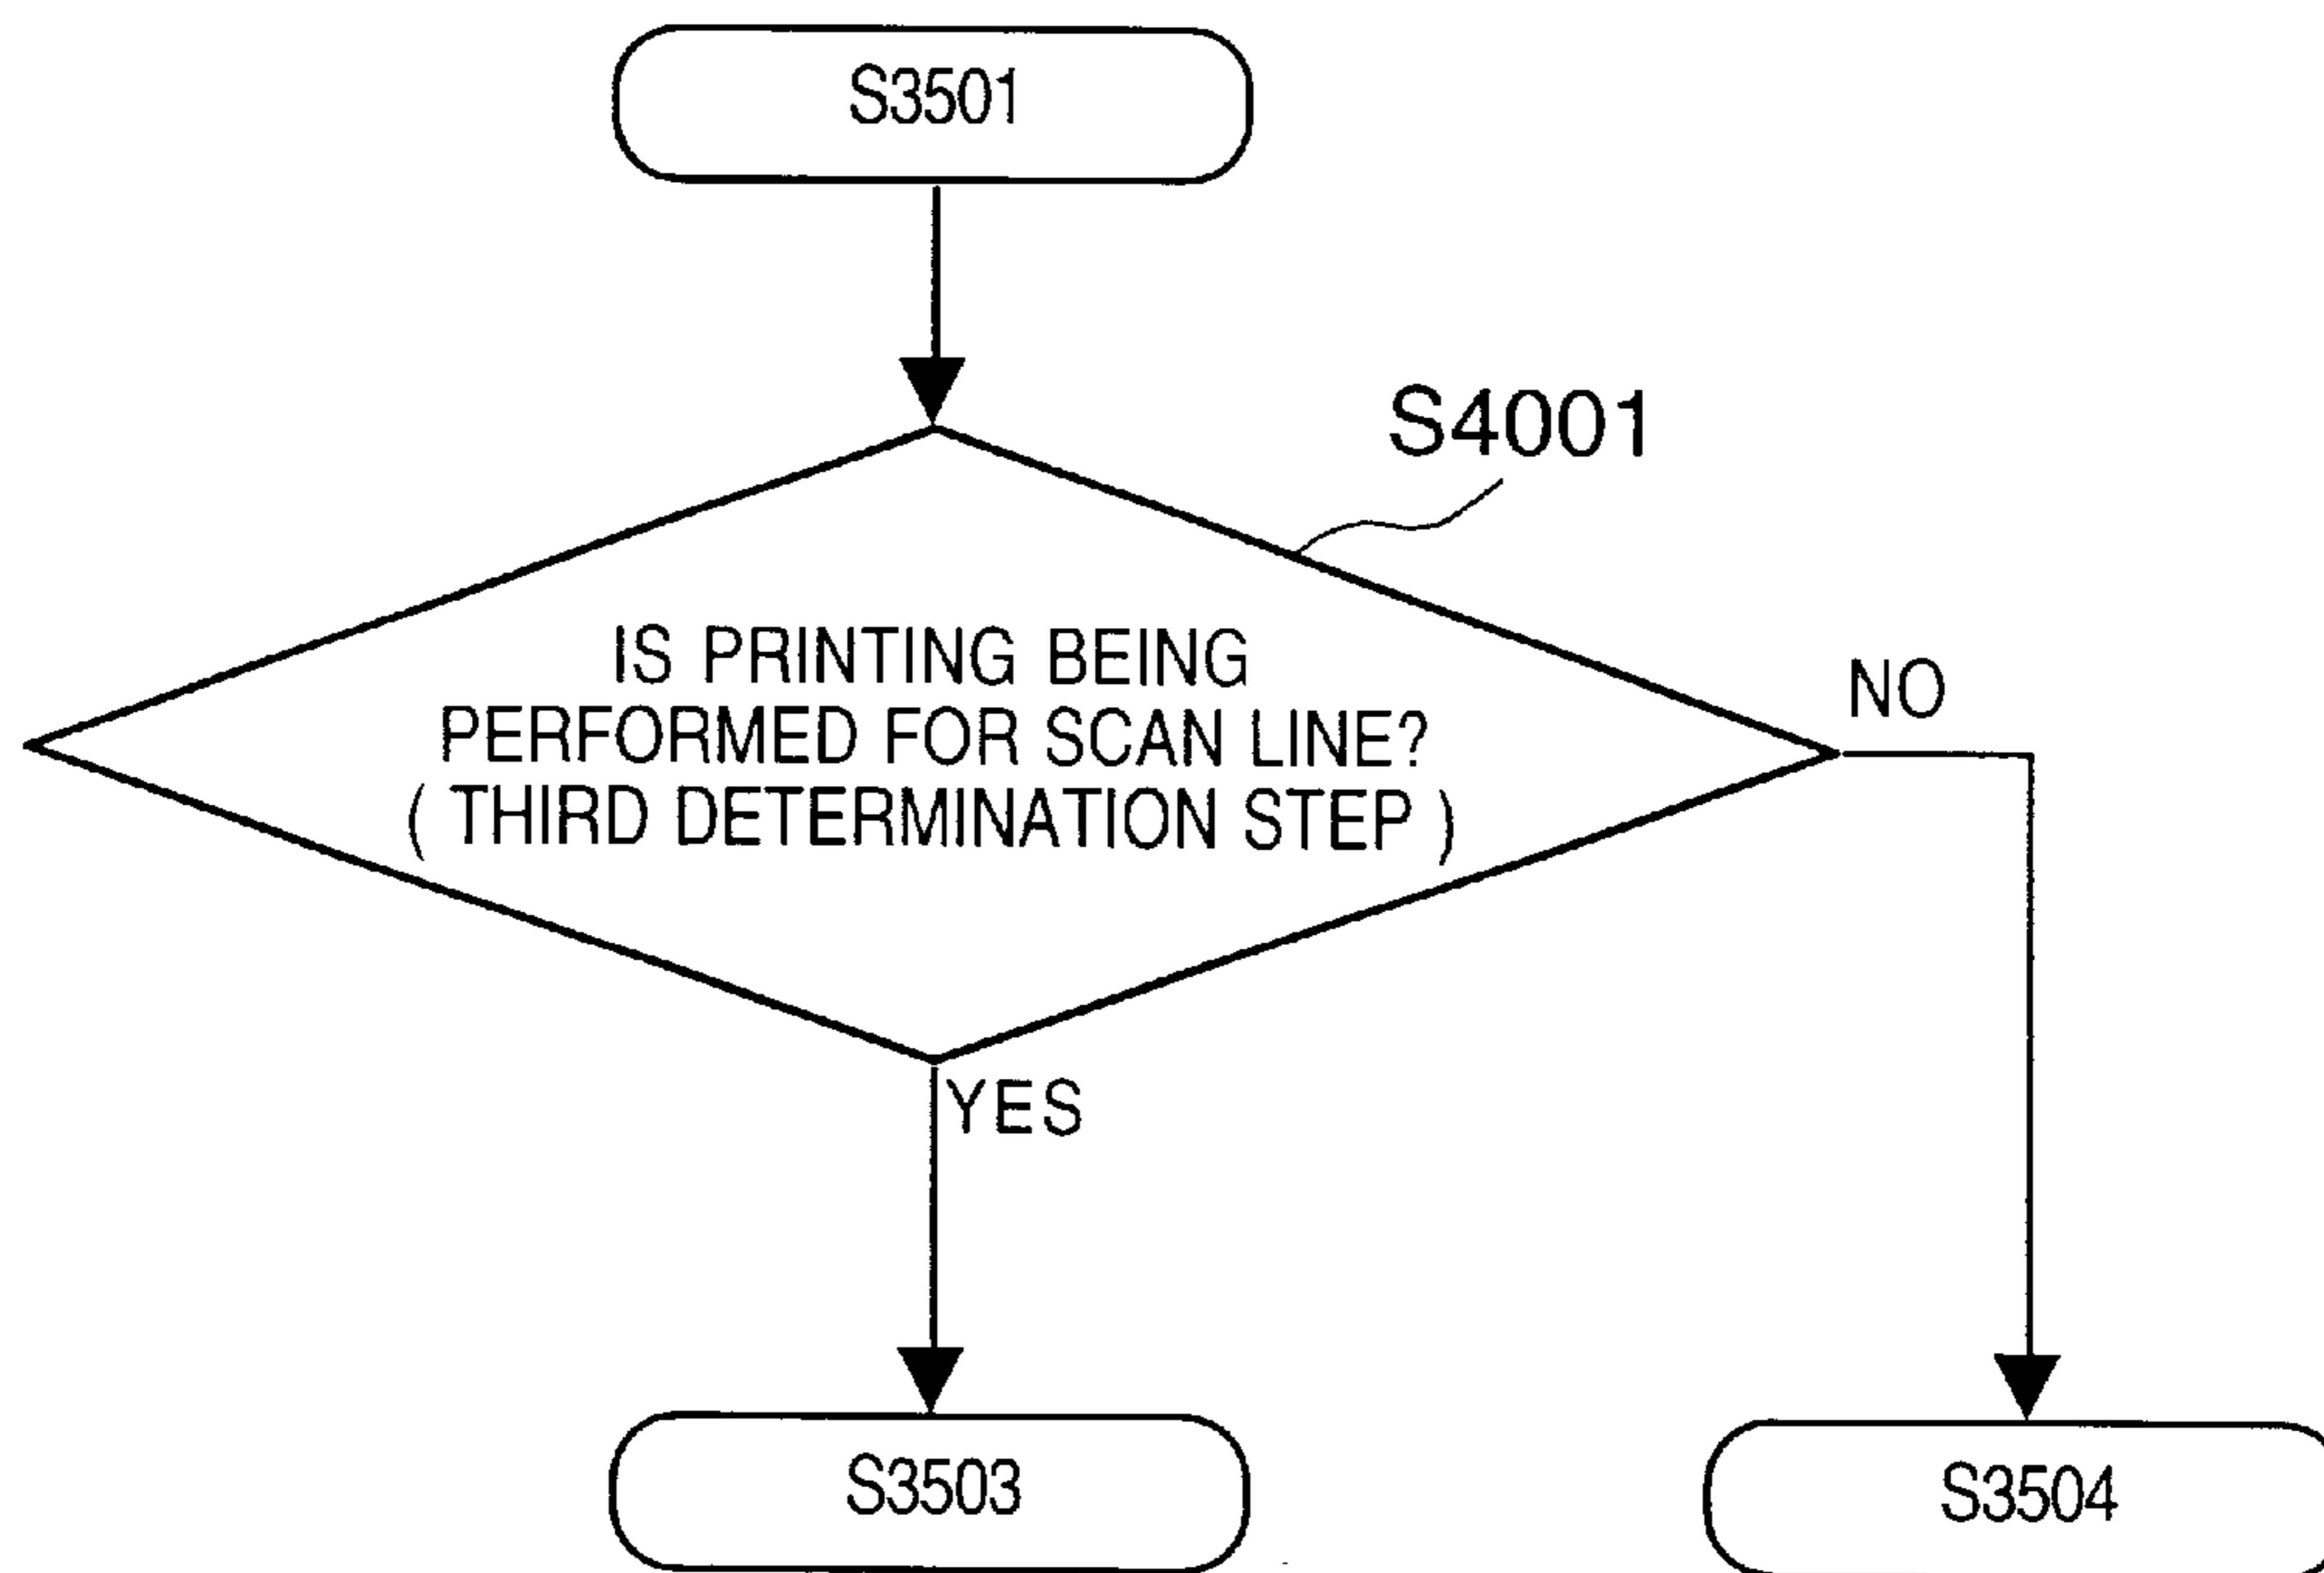 S3501
S4001
IS PRINTING BEING
PERFORMED FOR SCAN LINE?
( THIRD DETERMINATION STEP )
NO
YES
S3503
S3504